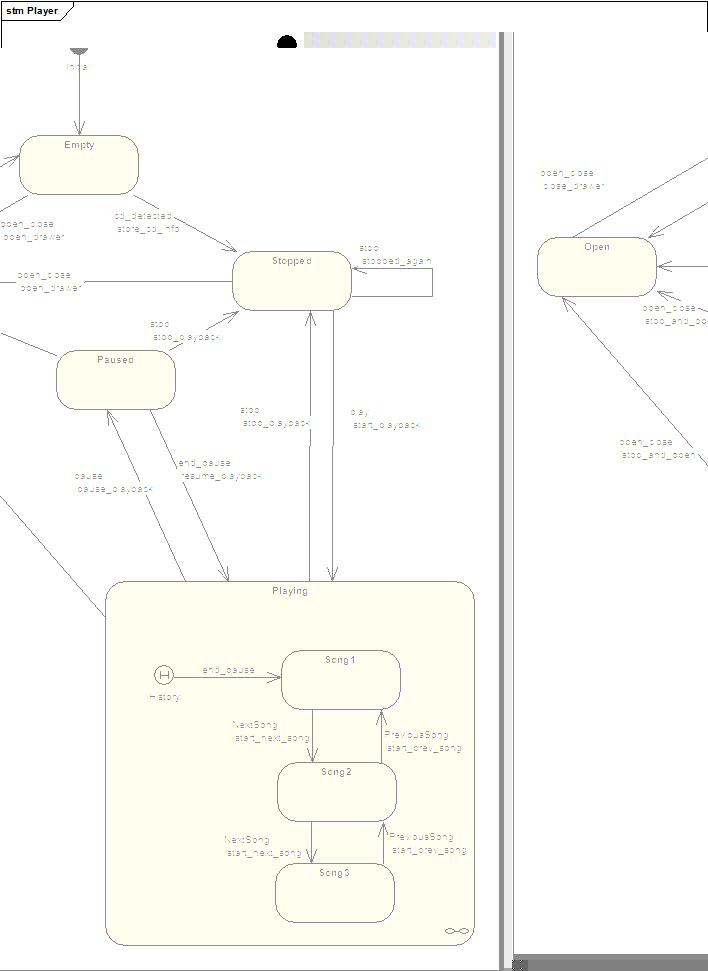 stm Player
Initial
Empty
open_close
open_drawer
cd_detected
store_cd_info
open_close
close_drawer
Open
Stopped
stop
stopped_again
open_close
open_drawer
stop
stop_playback
Paused
open_close
stop_and_op
stop
stop_playback
play
start_playback
open_close
stop_and_open
end_pause
resume_playback
pause
pause_playback
Playing
Song1
end_pause
H
History
NextSong
start_next_song
PreviousSong
start_prev_song
Song2
NextSong
start_next_song
PreviousSong
start_prev_song
Song3